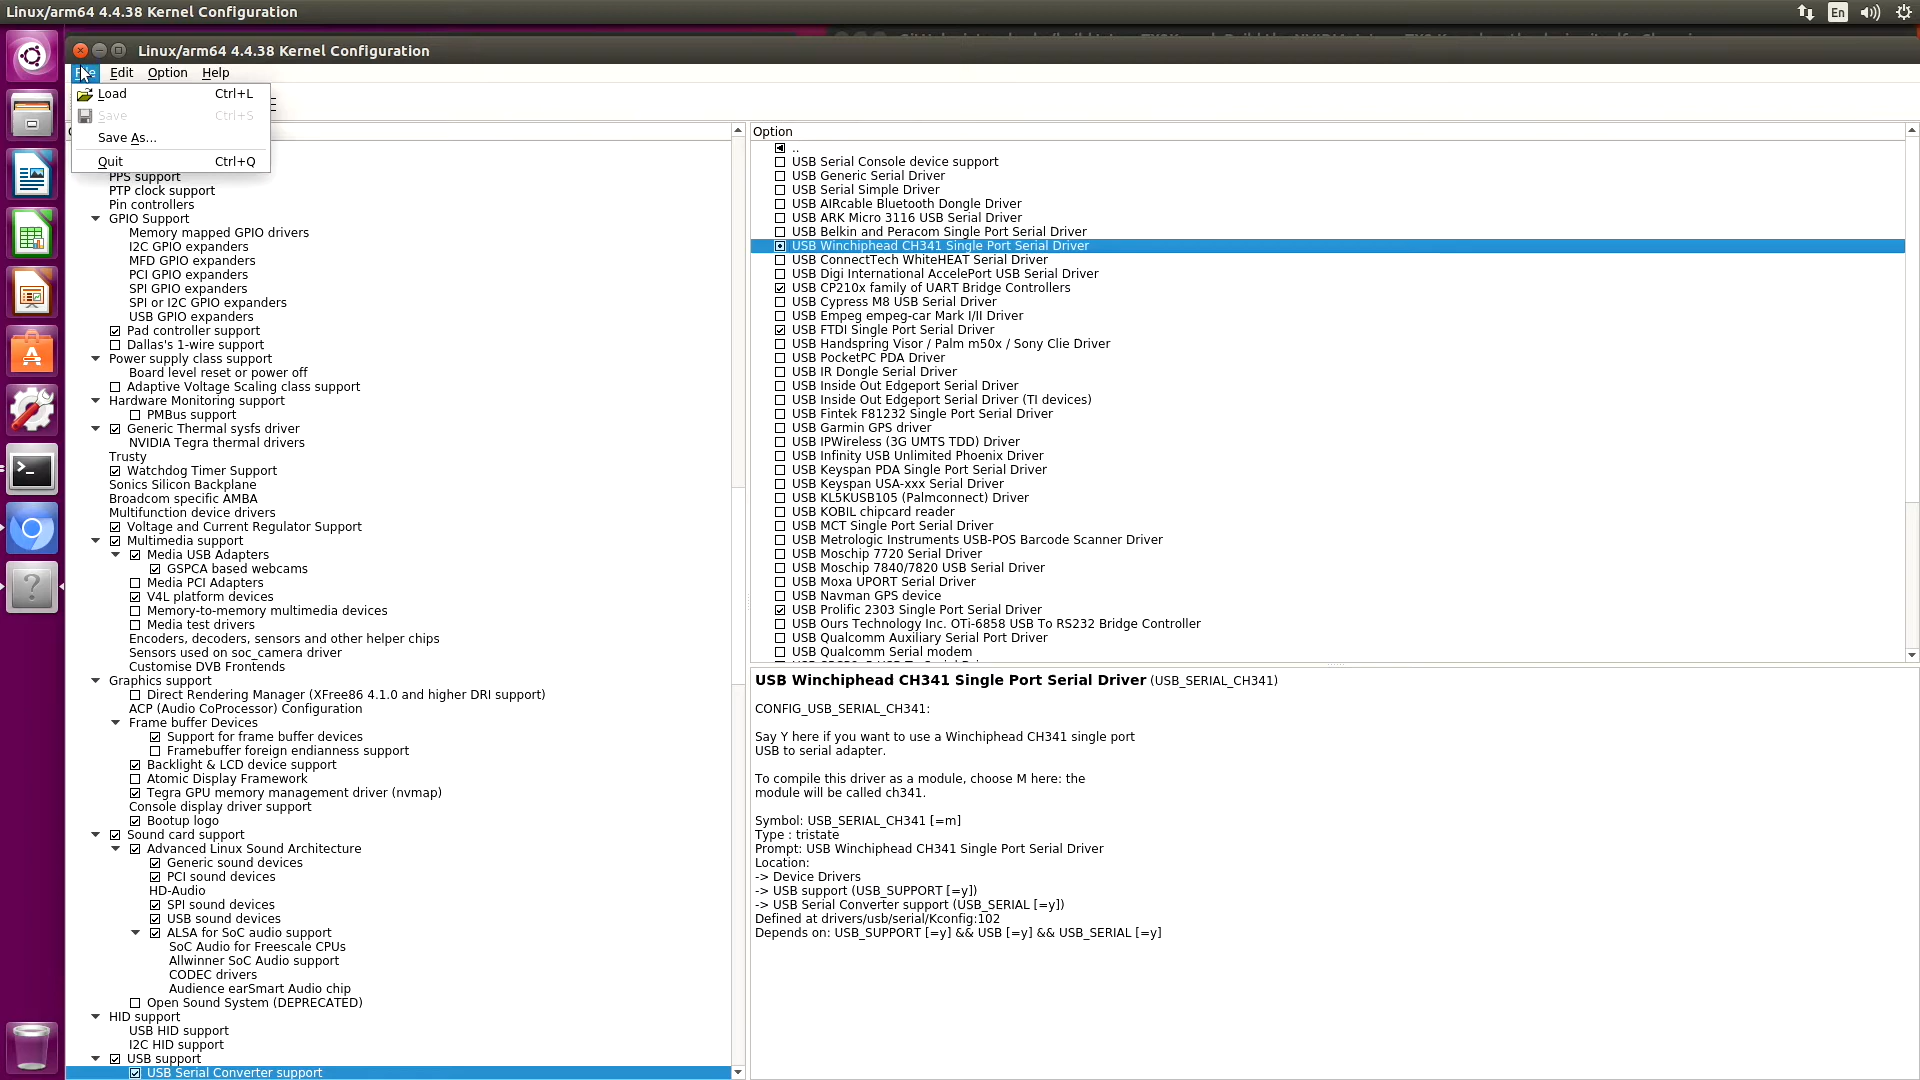 Linux/arm64 4.4.38 Kernel Configuration
En
Linux/arm64 4.4.38 Kernel Configuration
File Edit Option Help
Load Ctrl+L
Save Ctrl+S
Save As...
Quit Ctrl+Q
PPS support
PTP clock support
Pin controllers
GPIO Support
Memory mapped GPIO drivers
I2C GPIO expanders
MFD GPIO expanders
PCI GPIO expanders
SPI GPIO expanders
SPI or I2C GPIO expanders
USB GPIO expanders
Pad controller support
Dallas's 1-wire support
Power supply class support
Board level reset or power off
Adaptive Voltage Scaling class support
Hardware Monitoring support
PMBus support
Generic Thermal sysfs driver
NVIDIA Tegra thermal drivers
Trusty
Watchdog Timer Support
Sonics Silicon Backplane
Broadcom specific AMBA
Multifunction device drivers
Voltage and Current Regulator Support
Multimedia support
Media USB Adapters
GSPCA based webcams
Media PCI Adapters
V4L platform devices
Memory-to-memory multimedia devices
Media test drivers
Encoders, decoders, sensors and other helper chips
Sensors used on soc_camera driver
Customise DVB Frontends
Graphics support
Direct Rendering Manager (XFree86 4.1.0 and higher DRI support)
ACP (Audio CoProcessor) Configuration
Frame buffer Devices
Support for frame buffer devices
Framebuffer foreign endianness support
Backlight & LCD device support
Atomic Display Framework
Tegra GPU memory management driver (nvmap)
Console display driver support
Bootup logo
Sound card support
Advanced Linux Sound Architecture
Generic sound devices
PCI sound devices
HD-Audio
SPI sound devices
USB sound devices
ALSA for SoC audio support
SoC Audio for Freescale CPUs
Allwinner SoC Audio support
CODEC drivers
Audience earSmart Audio chip
Open Sound System (DEPRECATED)
HID support
USB HID support
I2C HID support
USB support
USB Serial Converter support
Option
..
USB Serial Console device support
USB Generic Serial Driver
USB Serial Simple Driver
USB AIRcable Bluetooth Dongle Driver
USB ARK Micro 3116 USB Serial Driver
USB Belkin and Peracom Single Port Serial Driver
USB Winchiphead CH341 Single Port Serial Driver
USB ConnectTech WhiteHEAT Serial Driver
USB Digi International AccelePort USB Serial Driver
USB CP210x family of UART Bridge Controllers
USB Cypress M8 USB Serial Driver
USB Empeg empeg-car Mark I/II Driver
USB FTDI Single Port Serial Driver
USB Handspring Visor / Palm m50x / Sony Clie Driver
USB PocketPC PDA Driver
USB IR Dongle Serial Driver
USB Inside Out Edgeport Serial Driver
USB Inside Out Edgeport Serial Driver (TI devices)
USB Fintek F81232 Single Port Serial Driver
USB Garmin GPS driver
USB IPWireless (3G UMTS TDD) Driver
USB Infinity USB Unlimited Phoenix Driver
USB Keyspan PDA Single Port Serial Driver
USB Keyspan USA-xxx Serial Driver
USB KL5KUSB105 (Palmconnect) Driver
USB KOBIL chipcard reader
USB MCT Single Port Serial Driver
USB Metrologic Instruments USB-POS Barcode Scanner Driver
USB Moschip 7720 Serial Driver
USB Moschip 7840/7820 USB Serial Driver
USB Moxa UPORT Serial Driver
USB Navman GPS device
USB Prolific 2303 Single Port Serial Driver
USB Ours Technology Inc. OTi-6858 USB To RS232 Bridge Controller
USB Qualcomm Auxiliary Serial Port Driver
USB Qualcomm Serial modem
USB Winchiphead CH341 Single Port Serial Driver (USB_SERIAL_CH341)
CONFIG_USB_SERIAL_CH341:
Say Y here if you want to use a Winchiphead CH341 single port
USB to serial adapter.
To compile this driver as a module, choose M here: the
module will be called ch341.
Symbol: USB_SERIAL_CH341 [=m]
Type : tristate
Prompt: USB Winchiphead CH341 Single Port Serial Driver
Location:
-> Device Drivers
-> USB support (USB_SUPPORT [=y])
-> USB Serial Converter support (USB_SERIAL [=y])
Defined at drivers/usb/serial/Kconfig:102
Depends on: USB_SUPPORT [=y] && USB [=y] && USB_SERIAL [=y]